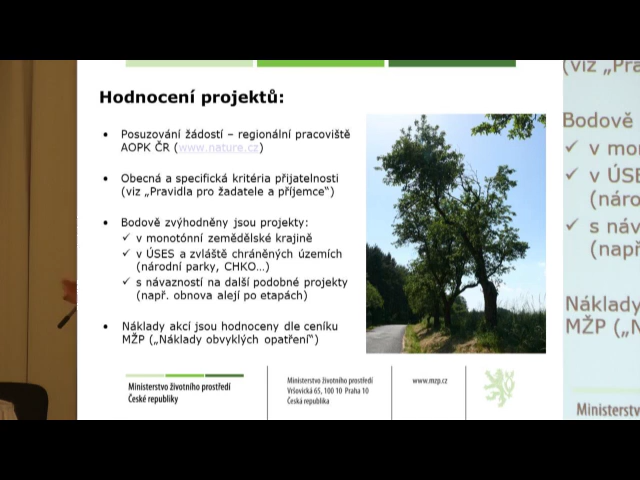 Hodnocení projektů:
• Posuzování žádostí – regionální pracoviště
AOPK ČR (www.nature.cz)
• Obecná a specifická kritéria přijatelnosti
(viz „Pravidla pro žadatele a příjemce“)
• Bodově zvýhodněny jsou projekty:
✓ v monotónní zemědělské krajině
✓ v ÚSES a zvláště chráněných územích
(národní parky, CHKO…)
✓ s návazností na další podobné projekty
(např. obnova alejí po etapách)
• Náklady akcí jsou hodnoceny dle ceníku
MŽP („Náklady obvyklých opatření“)
Ministerstvo životního prostředí
České republiky
Ministerstvo životního prostředí
Vršovická 65, 100 10 Praha 10
Česká republika
www.mzp.cz
(viz „Pra
Bodově
✓ v mo
✓ v ÚSE
(náro
✓ s náv
(např
Náklady
MŽP („N
Ministerstv